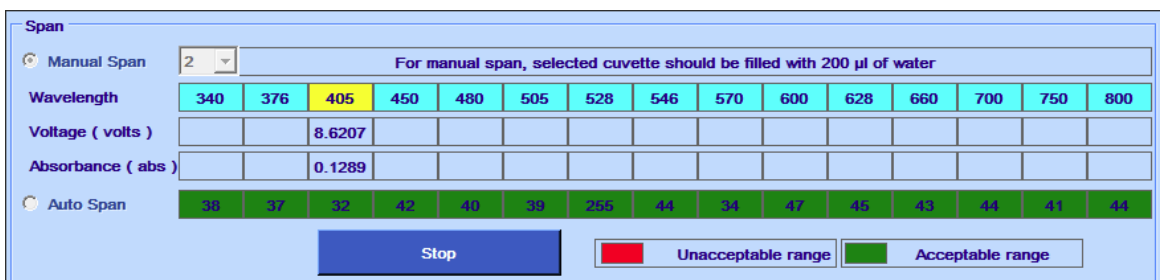 Span
Manual Span 2 For manual span, selected cuvette should be filled with 200 µl of water
Wavelength 340 376 405 450 480 505 528 546 570 600 628 660 700 750 800
Voltage ( volts ) 8.6207
Absorbance ( abs ) 0.1289
Auto Span 38 37 32 42 40 39 255 44 34 47 45 43 44 41 44
Stop Unacceptable range Acceptable range